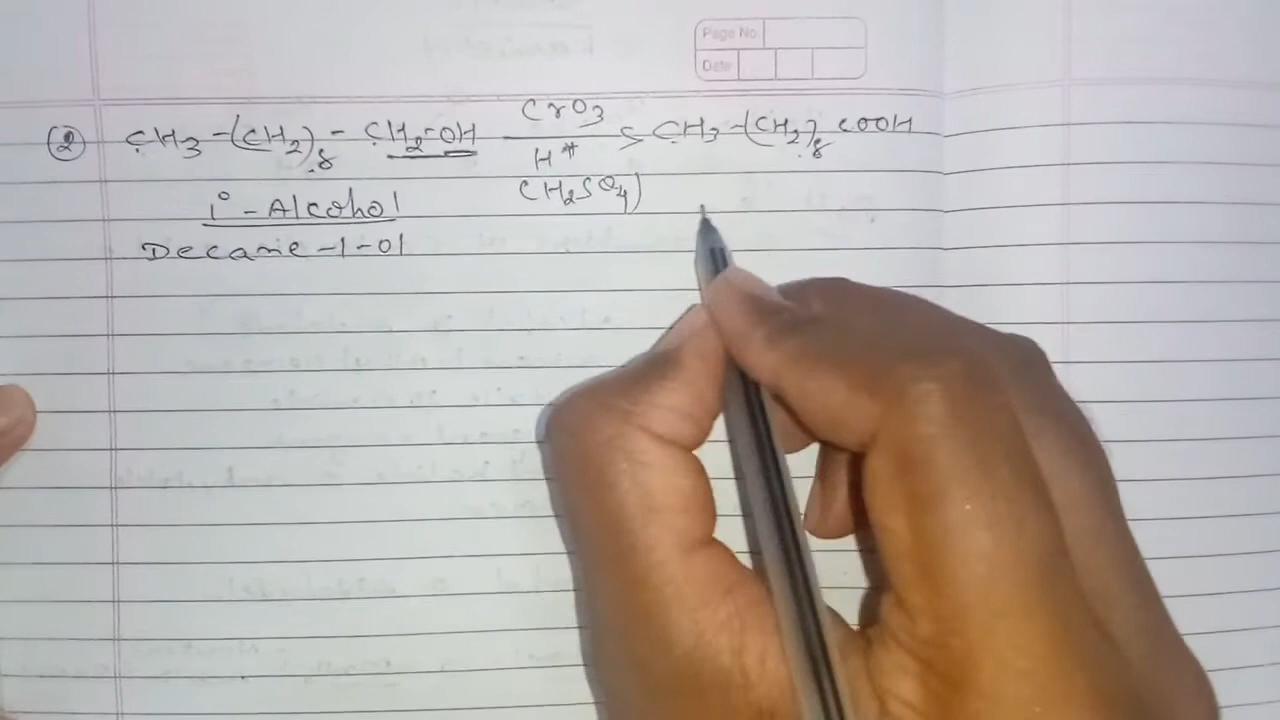 Page No.
Date
② CH3-(CH2)8-CH2-OH CrO3 H+ (H2SO4) > CH3-(CH2)8 COOH
1°-Alcohol
Decane-1-ol